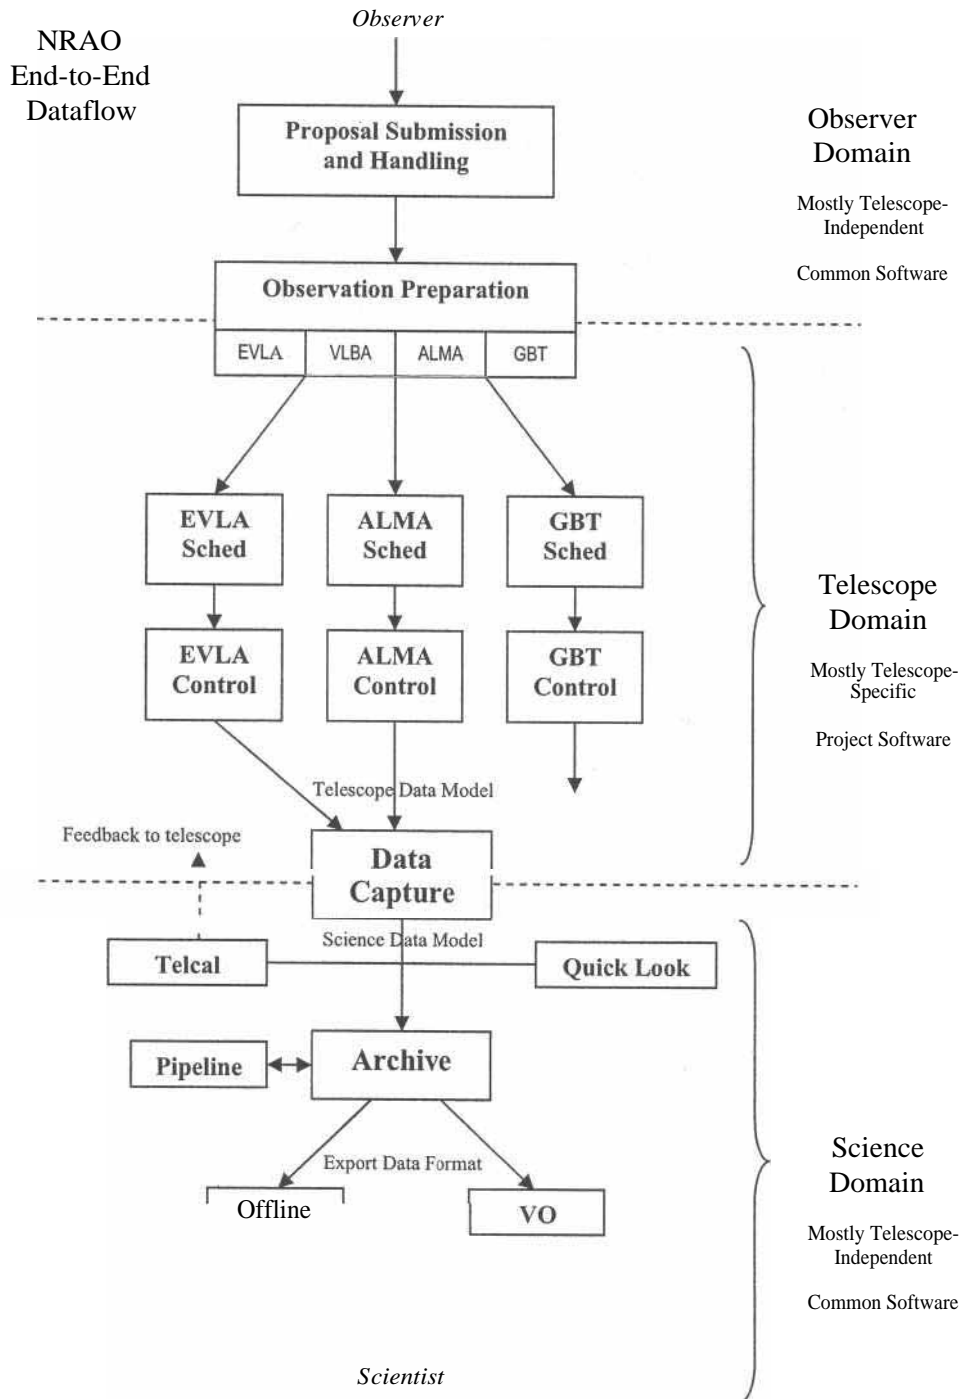 Observer
NRAO
End-to-End
Dataflow
Proposal Submission
and Handling
Observer
Domain
Mostly Telescope-
Independent
Common Software
Observation Preparation
EVLA VLBA ALMA GBT
EVLA
Sched
ALMA
Sched
GBT
Sched
EVLA
Control
ALMA
Control
GBT
Control
Telescope
Domain
Mostly Telescope-
Specific
Project Software
Telescope Data Model
Feedback to telescope
Data
Capture
Science Data Model
Telcal
Quick Look
Pipeline
Archive
Export Data Format
Offline
VO
Science
Domain
Mostly Telescope-
Independent
Common Software
Scientist